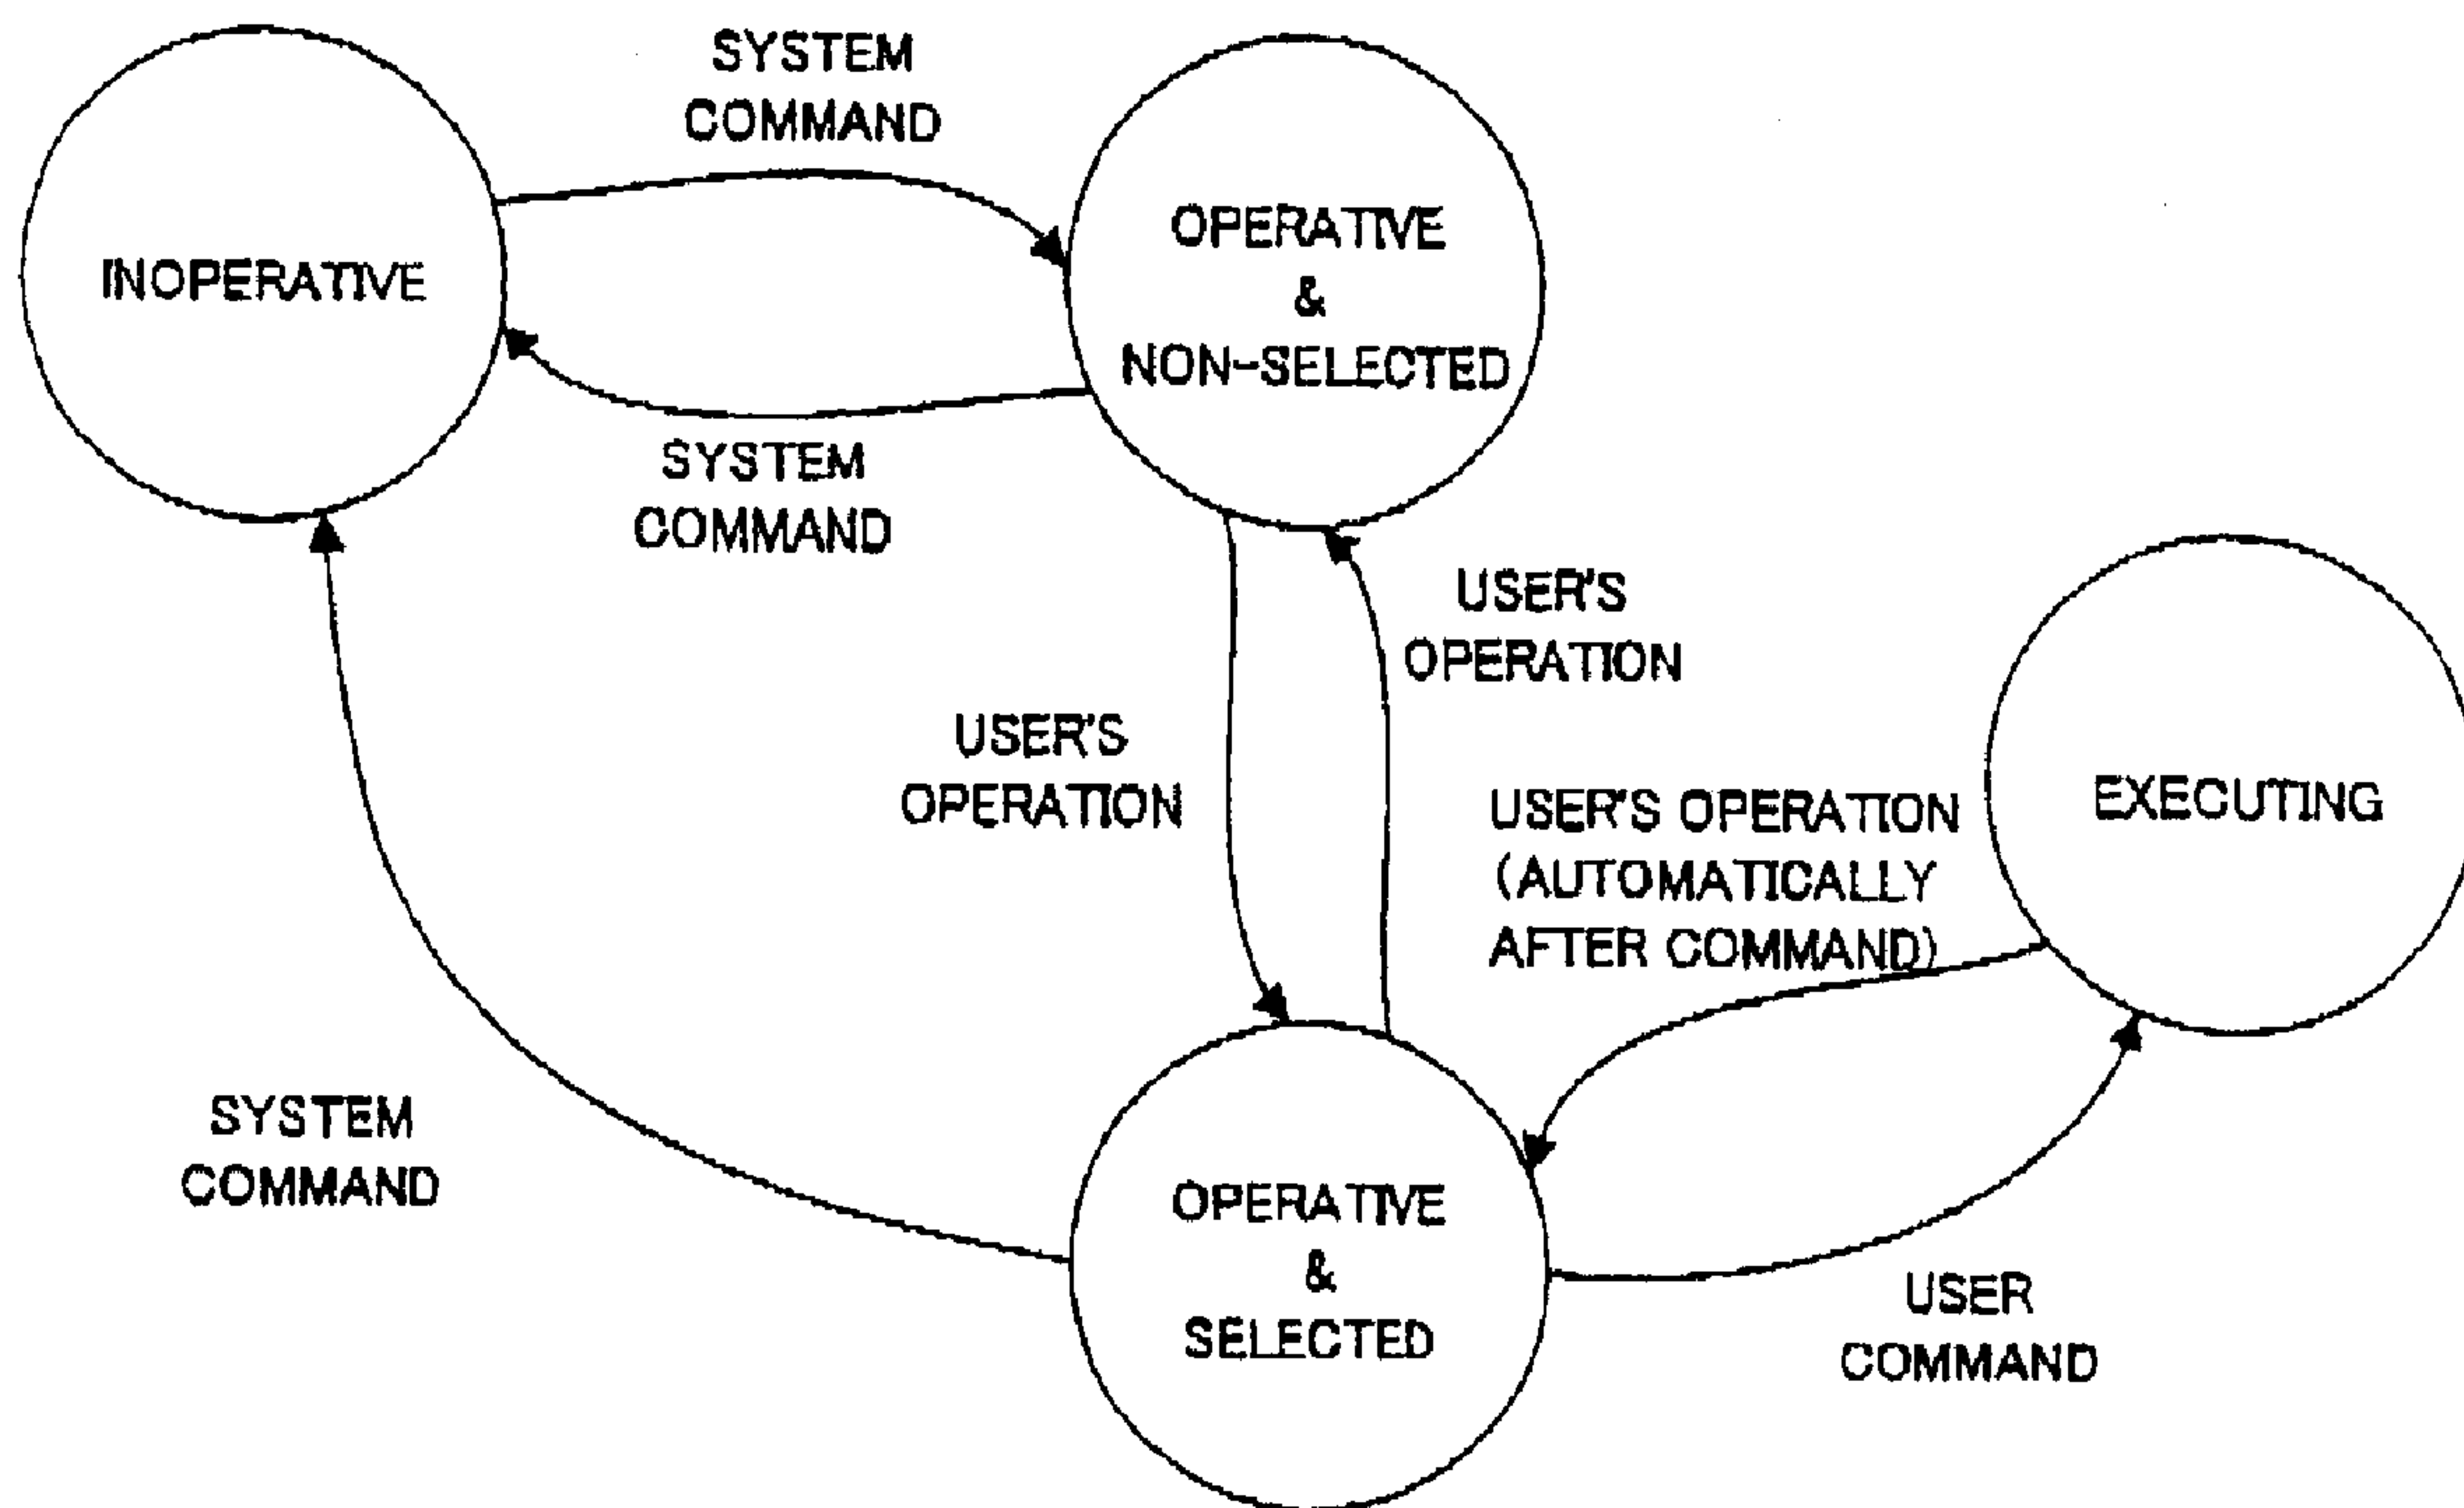 SYSTEM
COMMAND
INOPERATIVE
OPERATIVE
&
NON-SELECTED
SYSTEM
COMMAND
USER'S
OPERATION
USER'S
OPERATION
USER'S OPERATION
(AUTOMATICALLY
AFTER COMMAND)
EXECUTING
SYSTEM
COMMAND
OPERATIVE
&
SELECTED
USER
COMMAND